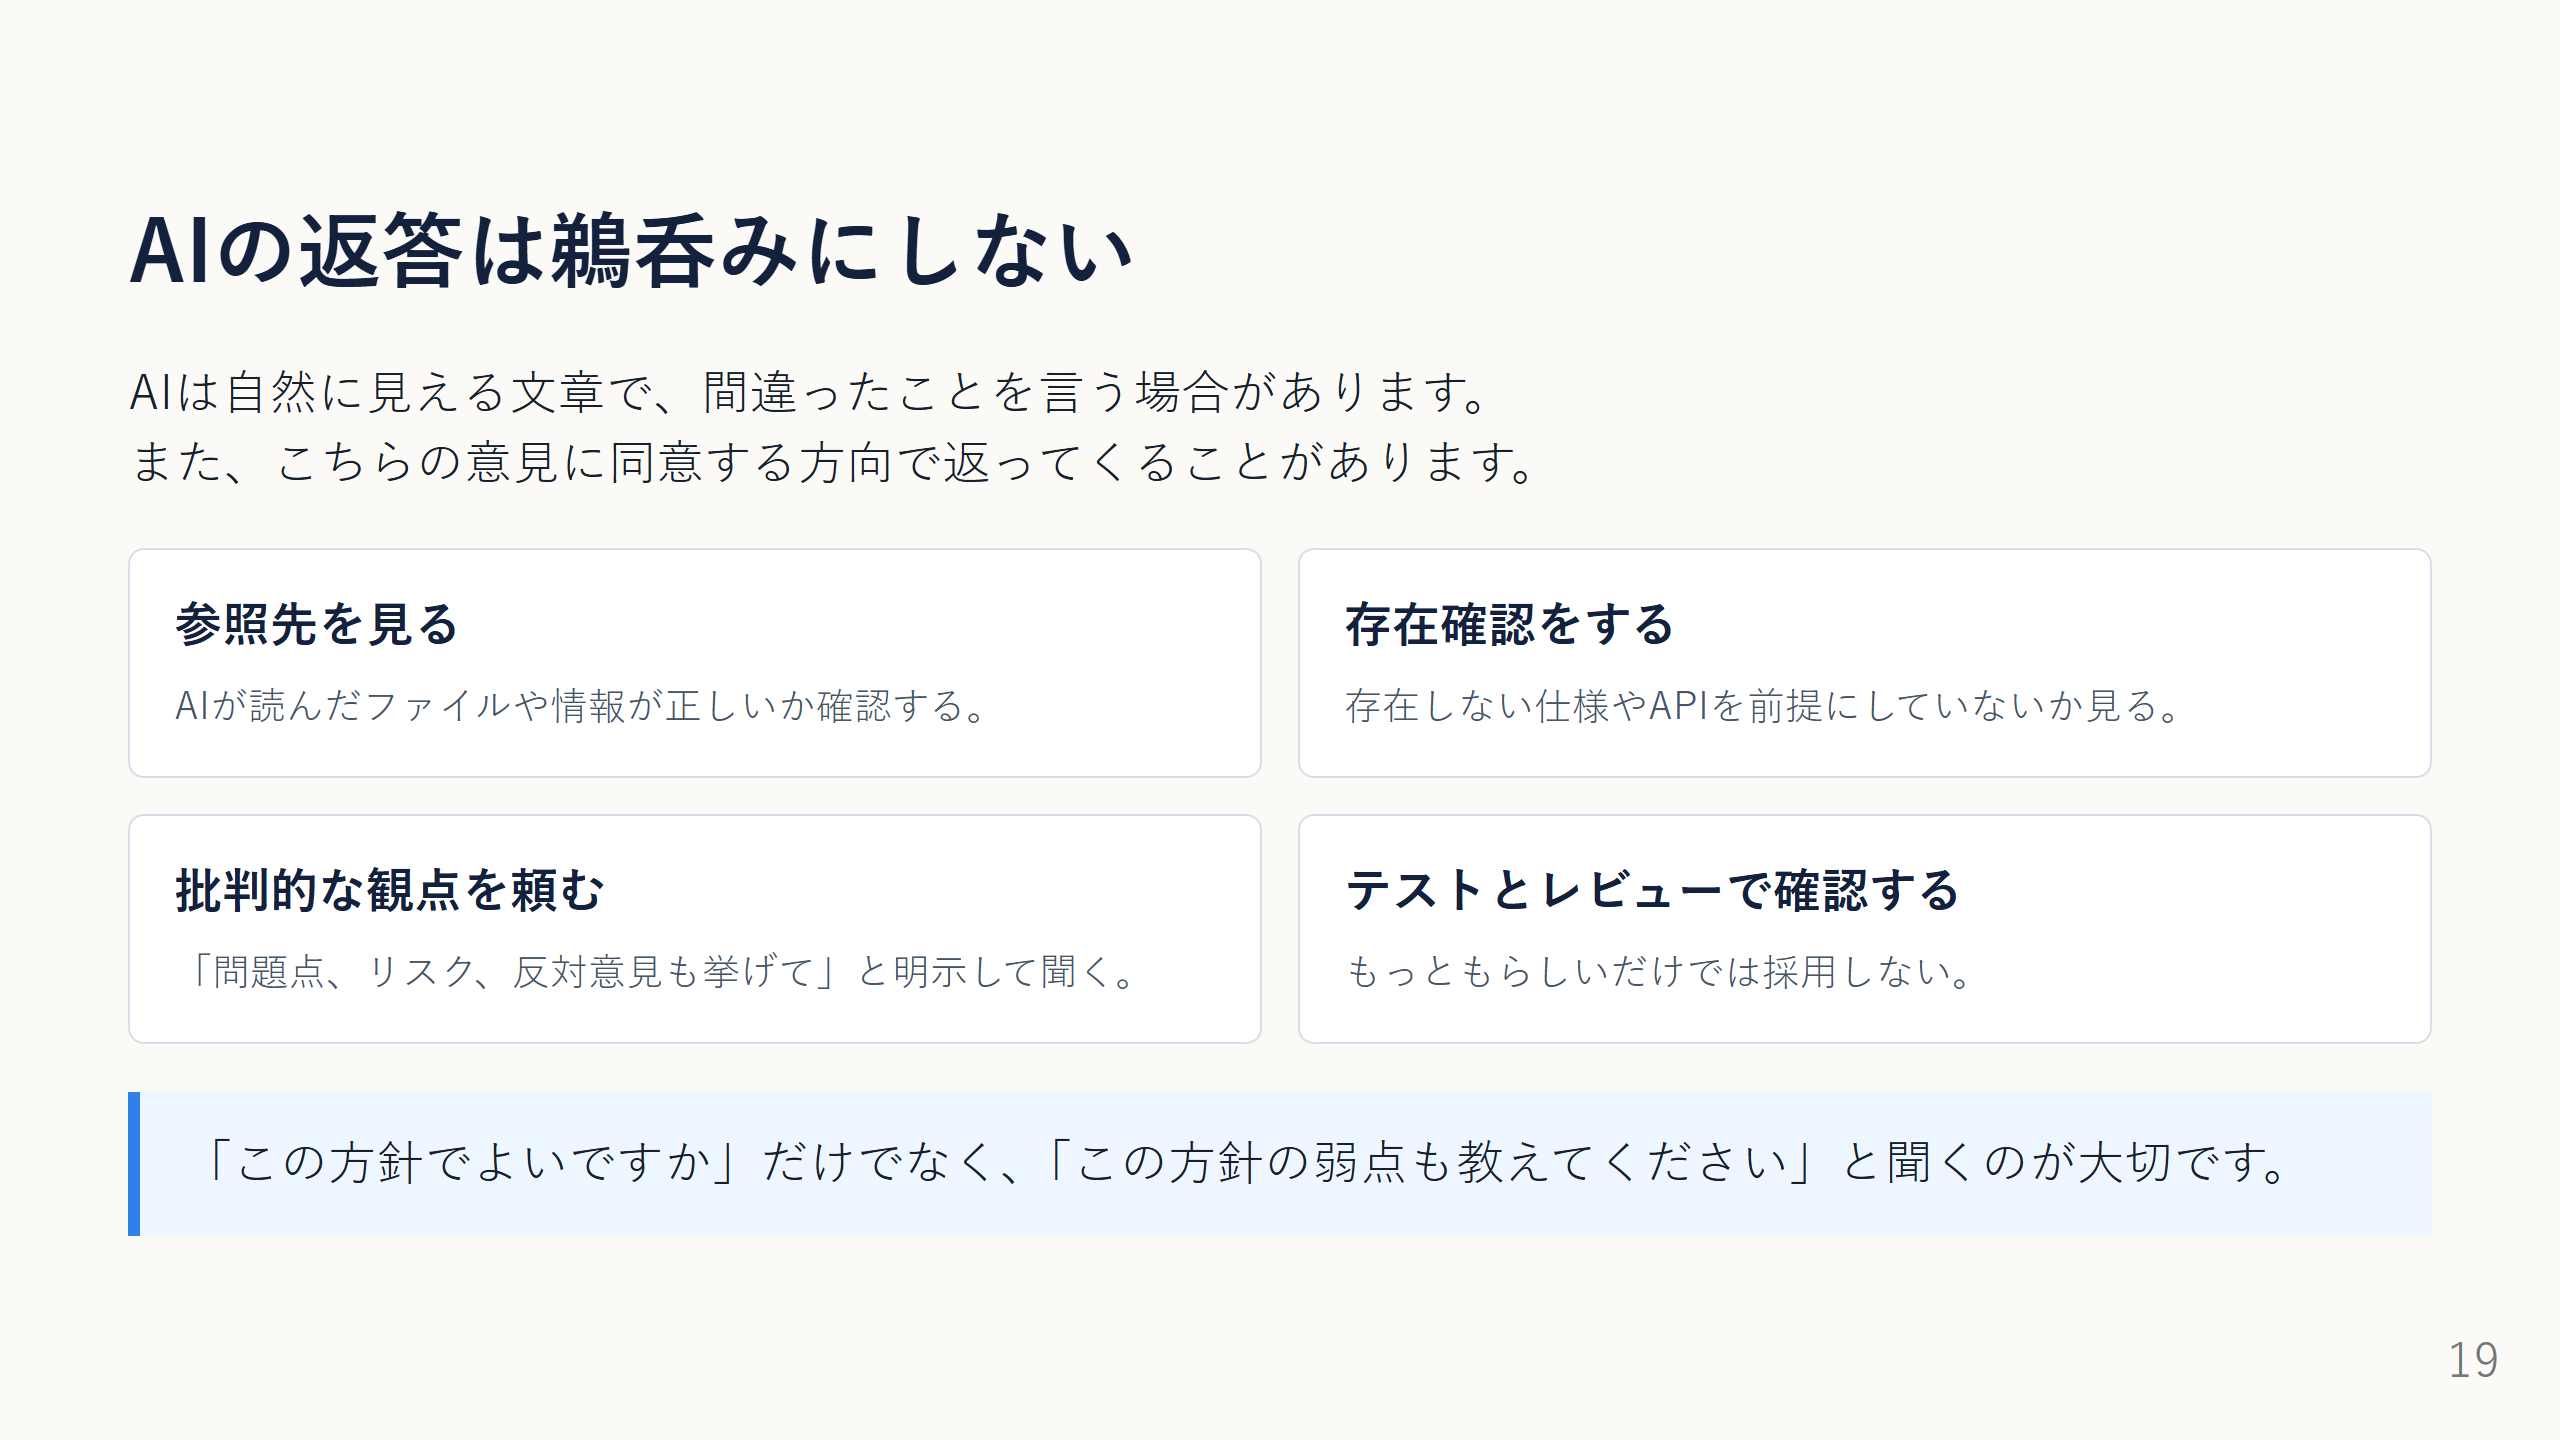 AIの返答は鵜呑みにしない
AIは自然に見える文章で、間違ったことを言う場合があります。
また、こちらの意見に同意する方向で返ってくることがあります。
参照先を見る
AIが読んだファイルや情報が正しいか確認する。
存在確認をする
存在しない仕様やAPIを前提にしていないか見る。
批判的な観点を頼む
「問題点、リスク、反対意見も挙げて」と明示して聞く。
テストとレビューで確認する
もっともらしいだけでは採用しない。
「この方針でよいですか」だけでなく、「この方針の弱点も教えてください」と聞くのが大切です。
19